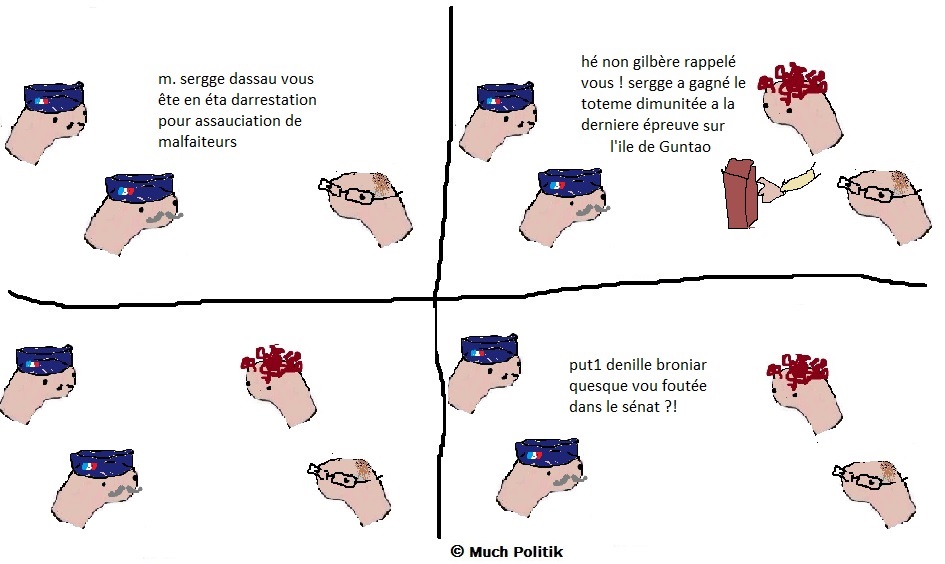 m. sergge dassau vous
ête en éta darrestation
pour assauciation de
malfaiteurs
hé non gilbère rappelé
vous ! sergge a gagné le
toteme dimunitée a la
derniere épreuve sur
l'ile de Guntao
put1 denille broniar
quesque vou foutée
dans le sénat ?!
© Much Politik